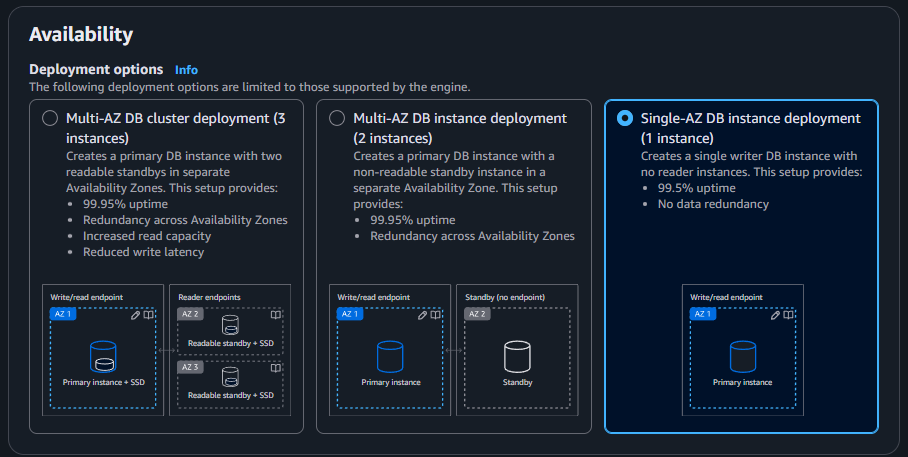 Availability
Deployment options Info
The following deployment options are limited to those supported by the engine.
Multi-AZ DB cluster deployment (3
instances)
Creates a primary DB instance with two
readable standbys in separate
Availability Zones. This setup provides:
• 99.95% uptime
• Redundancy across Availability Zones
• Increased read capacity
• Reduced write latency
Write/read endpoint
AZ 1
Primary instance + SSD
Reader endpoints
AZ 2
Readable standby + SSD
AZ 3
Readable standby + SSD
Multi-AZ DB instance deployment
(2 instances)
Creates a primary DB instance with a
non-readable standby instance in a
separate Availability Zone. This setup
provides:
• 99.95% uptime
• Redundancy across Availability Zones
Write/read endpoint
AZ 1
Primary instance
Standby (no endpoint)
AZ 2
Standby
Single-AZ DB instance deployment
(1 instance)
Creates a single writer DB instance with
no reader instances. This setup provides:
• 99.5% uptime
• No data redundancy
Write/read endpoint
AZ 1
Primary instance